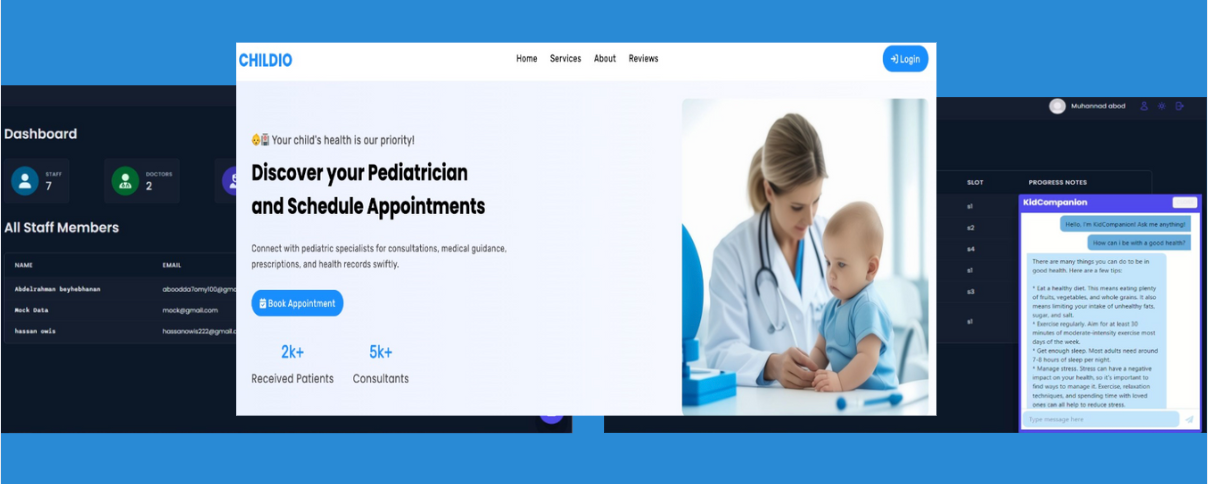 CHILDIO
Home Services About Reviews
Login
Your child's health is our priority!
Discover your Pediatrician
and Schedule Appointments
Connect with pediatric specialists for consultations, medical guidance,
prescriptions, and health records swiftly.
Book Appointment
2k+ 5k+
Received Patients Consultants
Dashboard
STAFF
7
DOCTORS
2
All Staff Members
NAME EMAIL
Abdelrahman beyhebhanan
Mock Data mock@gmail.com
hassan owis
Muhannad abod
SLOT PROGRESS NOTES
s1
s2
s4
s1
s3
s1
KidCompanion
Hello, I'm KidCompanion! Ask me anything!
How can i be with a good health?
There are many things you can do to be in
good health. Here are a few tips:
* Eat a healthy diet. This means eating plenty
of fruits, vegetables, and whole grains. It also
means limiting your intake of unhealthy fats,
sugar, and salt.
* Exercise regularly. Aim for at least 30
minutes of moderate-intensity exercise most
days of the week.
* Get enough sleep. Most adults need around
7-8 hours of sleep per night.
* Manage stress. Stress can have a negative
impact on your health, so it's important to
find ways to manage it. Exercise, relaxation
techniques, and spending time with loved
ones can all help to reduce stress.
Type message here